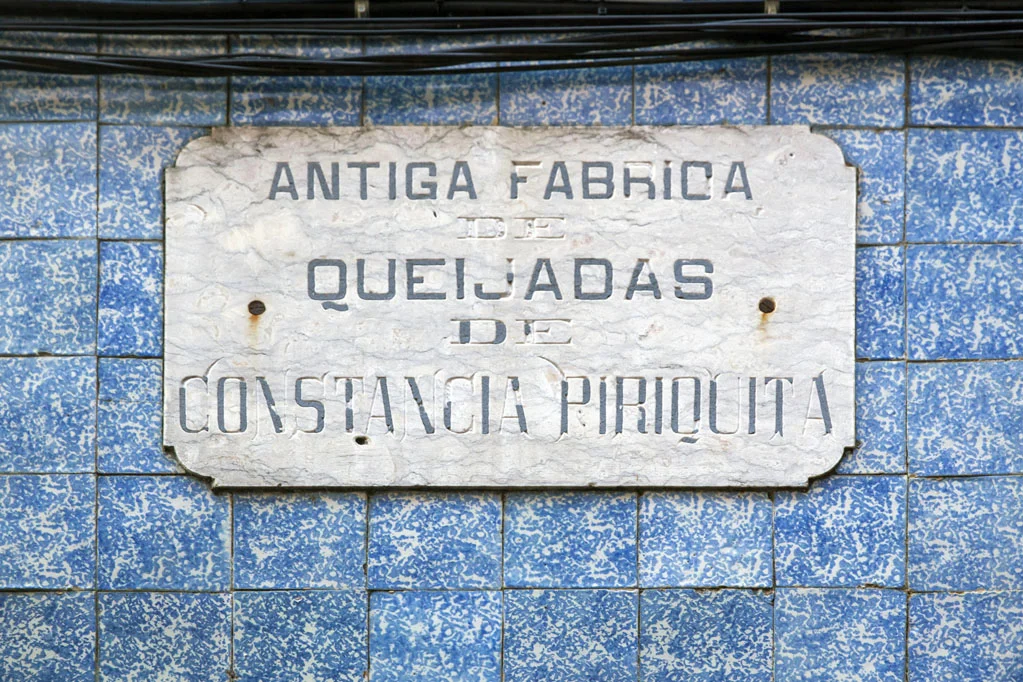 ANTIGA FABRICA
DE
QUEIJADAS
DE
CONSTANCIA PIRIQUITA